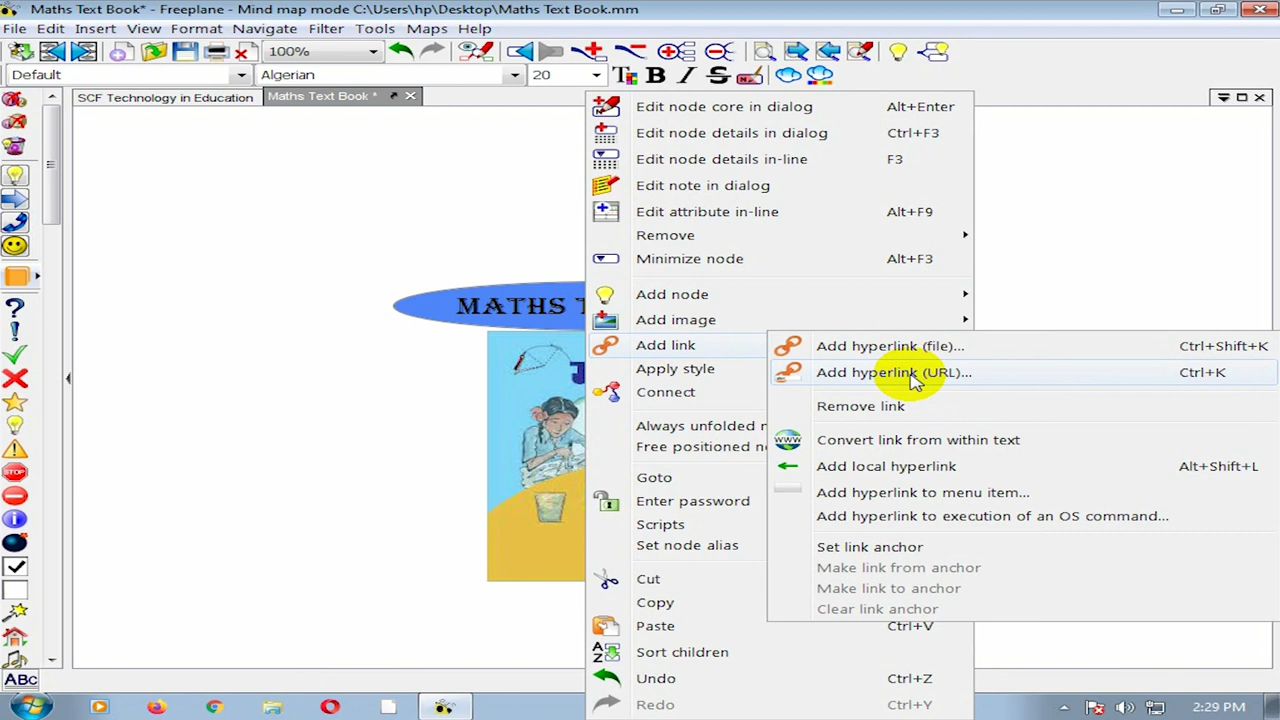 Maths Text Book* - Freeplane - Mind map mode C:\Users\hp\Desktop\Maths Text Book.mm
File Edit Insert View Format Navigate Filter Tools Maps Help
100%
Default Algerian 20 T B I S
SCF Technology in Education Maths Text Book *
Edit node core in dialog Alt+Enter
Edit node details in dialog Ctrl+F3
Edit node details in-line F3
Edit note in dialog
Edit attribute in-line Alt+F9
Remove
Minimize node Alt+F3
Add node
Add image
Add link
Apply style
Connect
Always unfolded n
Free positioned no
Goto
Enter password
Scripts
Set node alias
Cut
Copy
Paste Ctrl+V
Sort children
Undo Ctrl+Z
Redo Ctrl+Y
Add hyperlink (file)... Ctrl+Shift+K
Add hyperlink (URL)... Ctrl+K
Remove link
WWW Convert link from within text
Add local hyperlink Alt+Shift+L
Add hyperlink to menu item...
Add hyperlink to execution of an OS command...
Set link anchor
Make link from anchor
Make link to anchor
Clear link anchor
MATHS T
J
STOP
ABc
A
Z
2:29 PM